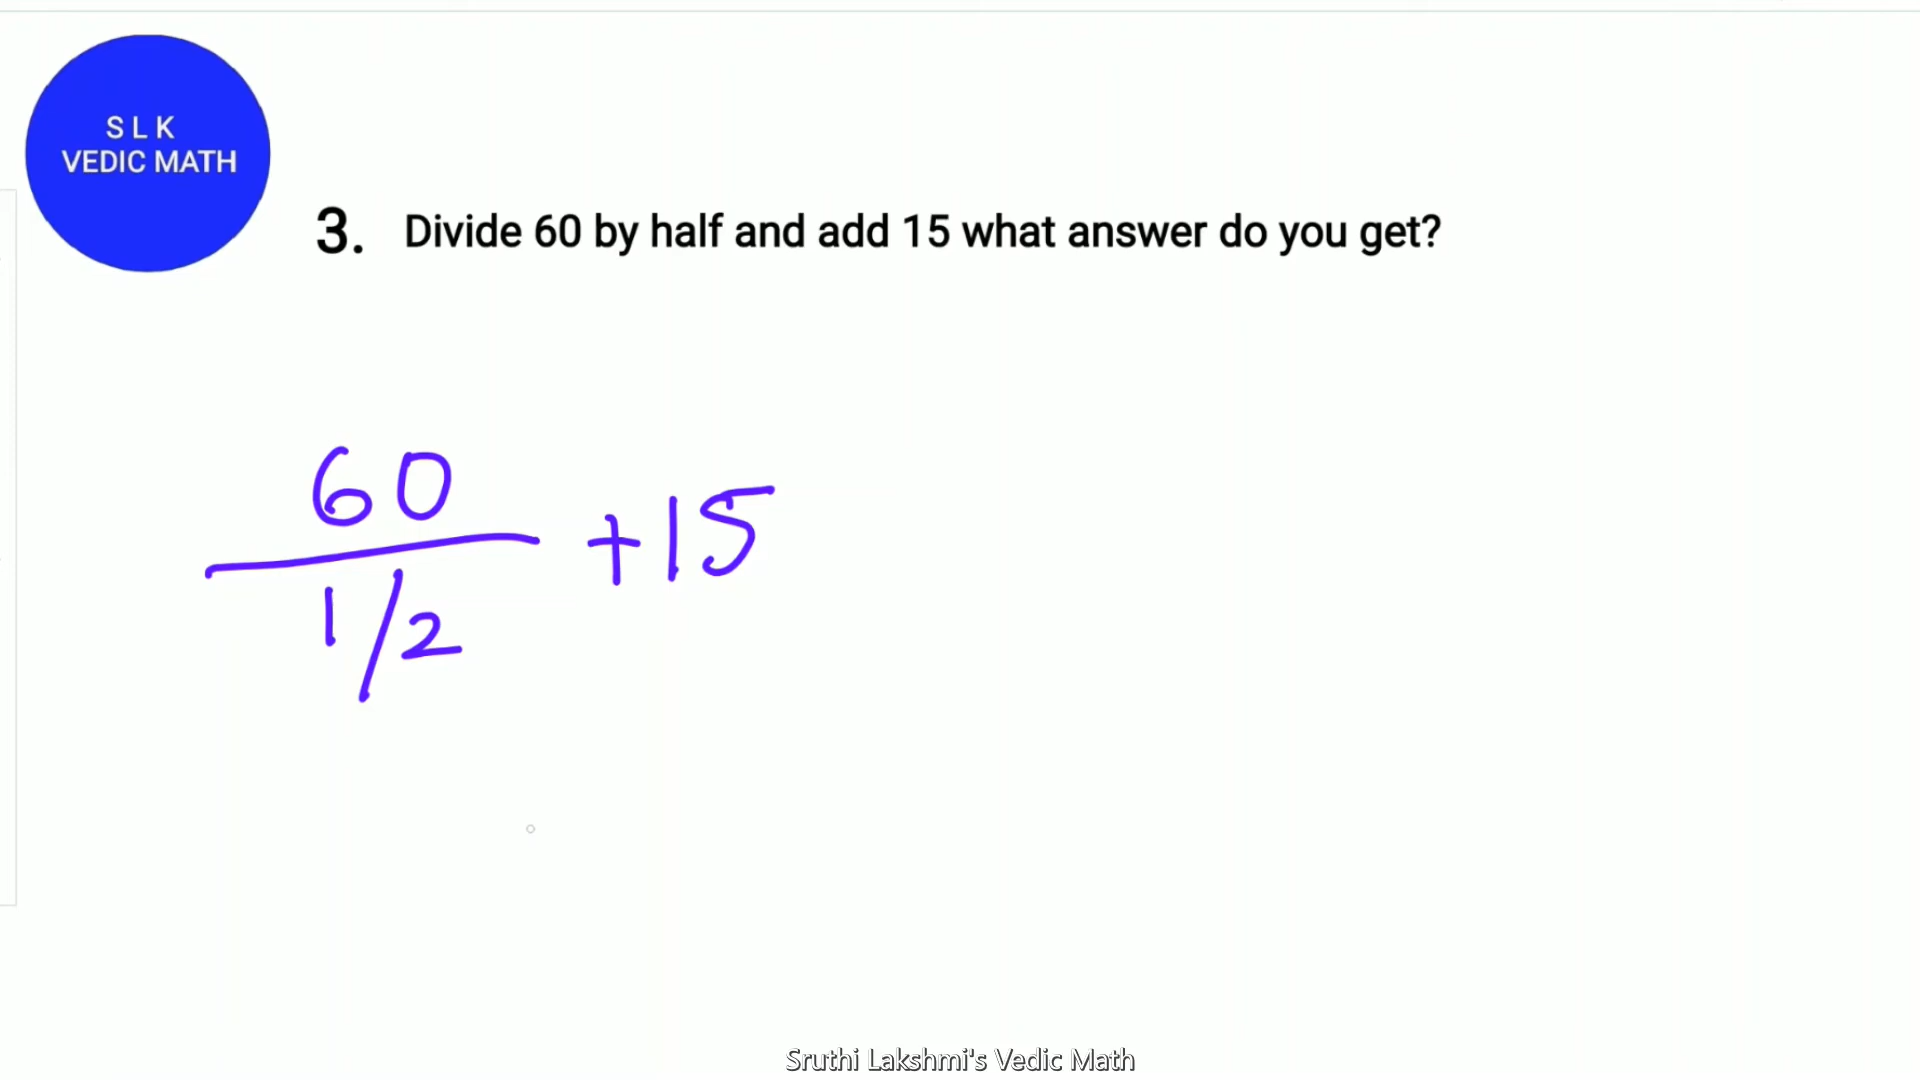 S L K
VEDIC MATH
3. Divide 60 by half and add 15 what answer do you get?
60
+15
1/2
Sruthi Lakshmi's Vedic Math